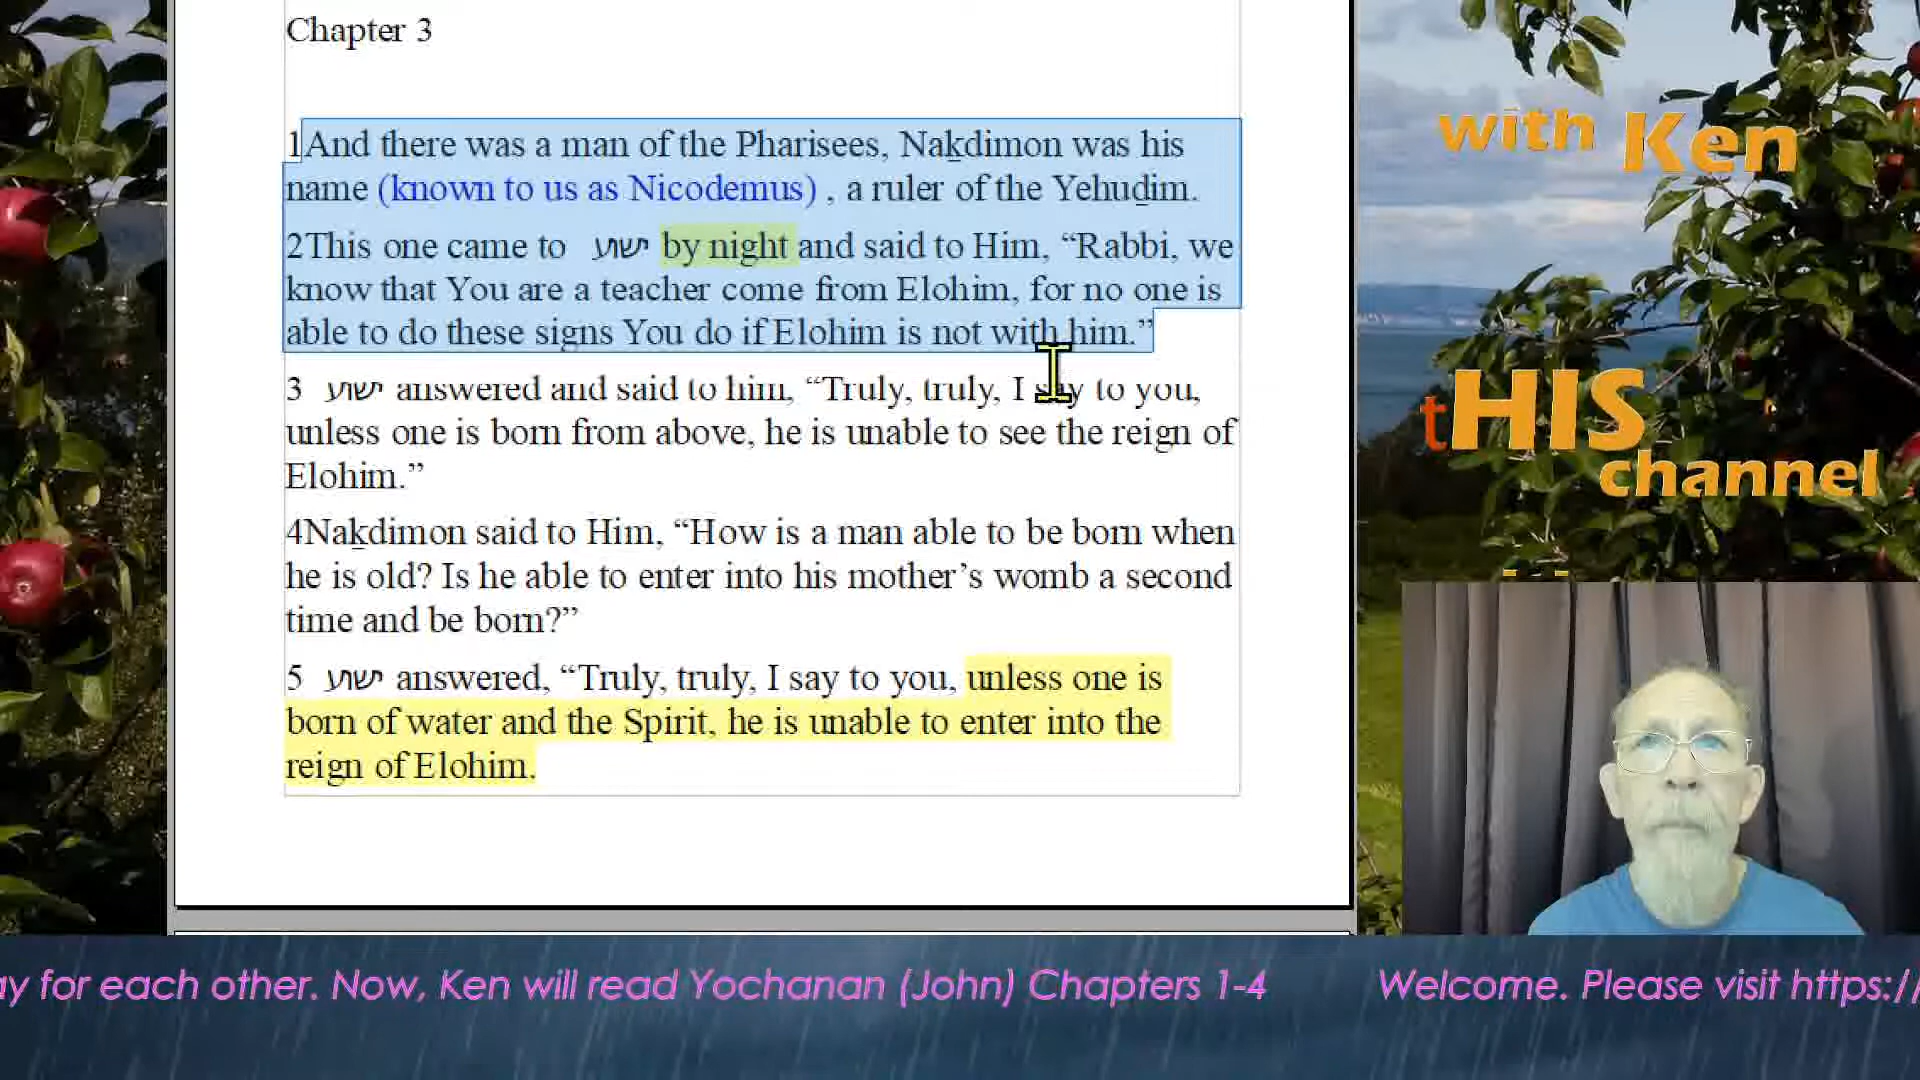 Chapter 3
1And there was a man of the Pharisees, Naḵdimon was his
name (known to us as Nicodemus) , a ruler of the Yehuḏim.
2This one came to ישוע by night and said to Him, “Rabbi, we
know that You are a teacher come from Elohim, for no one is
able to do these signs You do if Elohim is not with him.”
3 ישוע answered and said to him, “Truly, truly, I say to you,
unless one is born from above, he is unable to see the reign of
Elohim.”
4Naḵdimon said to Him, “How is a man able to be born when
he is old? Is he able to enter into his mother’s womb a second
time and be born?”
5 ישוע answered, “Truly, truly, I say to you, unless one is
born of water and the Spirit, he is unable to enter into the
reign of Elohim.
with Ken
tHIS
channel
ay for each other. Now, Ken will read Yochanan (John) Chapters 1-4 Welcome. Please visit https:/